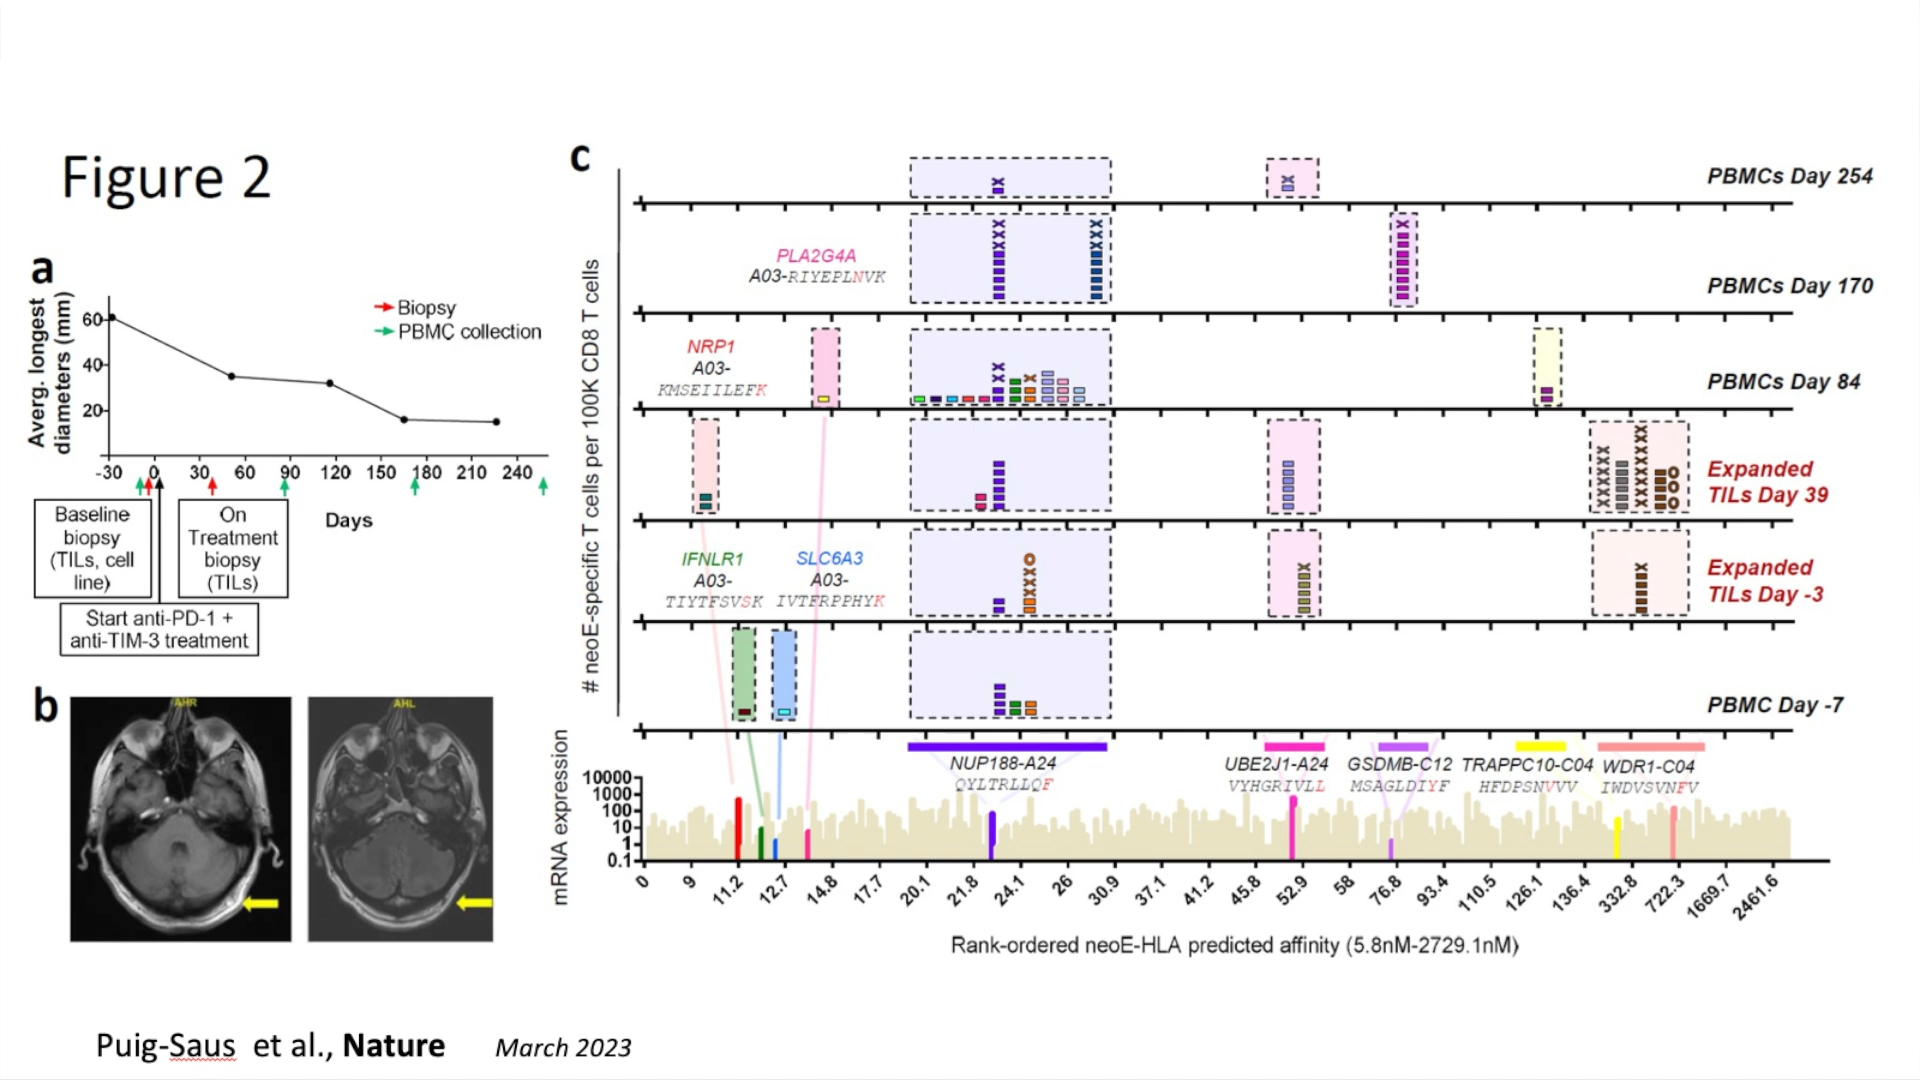 Figure 2
a
Averg. longest
diameters (mm)
60
40
20
Biopsy
PBMC collection
-30 0 30 60 90 120 150 180 210 240
Days
Baseline
biopsy
(TILs, cell
line)
On
Treatment
biopsy
(TILs)
Start anti-PD-1 +
anti-TIM-3 treatment
b
AHR
AHL
c
# neoE-specific T cells per 100K CD8 T cells
PBMCs Day 254
PLA2G4A
A03-RIYEPLNVK
PBMCs Day 170
NRP1
A03-
KMSEIILEFK
PBMCs Day 84
Expanded
TILs Day 39
IFNLR1
A03-
TIYTFSVSK
SLC6A3
A03-
IVTFRPPHYK
Expanded
TILs Day -3
PBMC Day -7
NUP188-A24
QYLTRLLQF
UBE2J1-A24
VYHGRIVLL
GSDMB-C12
MSAGLDIYF
TRAPPC10-C04
HFDPSNVVV
WDR1-C04
IWDVSVNFV
mRNA expression
10000
1000
100
10
1
0.1
0 9 11.2 12.7 14.8 17.7 20.1 21.8 24.1 26 30.9 37.1 41.2 45.8 52.9 58 76.8 93.4 110.5 126.1 136.4 332.8 722.3 1669.7 2461.6
Rank-ordered neoE-HLA predicted affinity (5.8nM-2729.1nM)
Puig-Saus et al., Nature March 2023